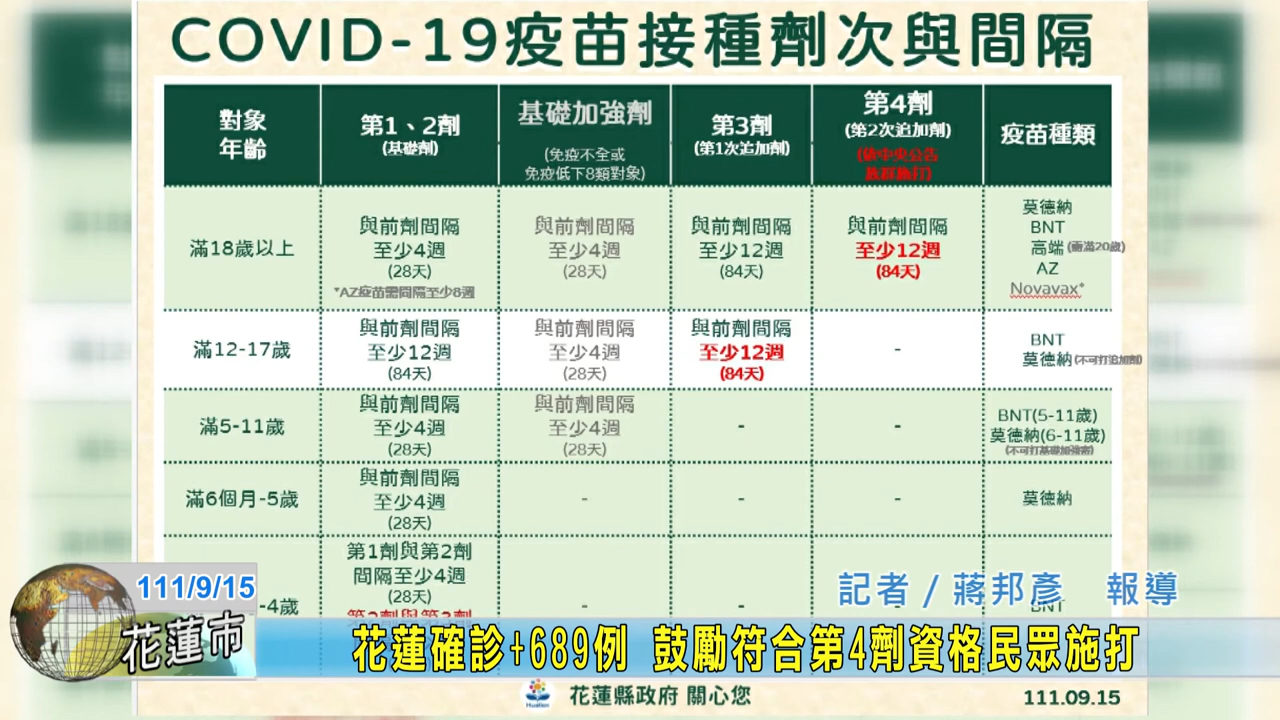 COVID-19疫苗接種劑次與間隔
對象
年齡
第1、2劑
(基礎劑)
基礎加強劑
(免疫不全或
免疫低下8類對象)
第3劑
(第1次追加劑)
第4劑
(第2次追加劑)
(依中央公告
族群施打)
疫苗種類
滿18歲以上
與前劑間隔
至少4週
(28天)
*AZ疫苗需間隔至少8週
與前劑間隔
至少4週
(28天)
與前劑間隔
至少12週
(84天)
與前劑間隔
至少12週
(84天)
莫德納
BNT
高端(需滿20歲)
AZ
Novavax*
滿12-17歲
與前劑間隔
至少12週
(84天)
與前劑間隔
至少4週
(28天)
與前劑間隔
至少12週
(84天)
-
BNT
莫德納(不可打追加劑)
滿5-11歲
與前劑間隔
至少4週
(28天)
與前劑間隔
至少4週
(28天)
-
-
BNT(5-11歲)
莫德納(6-11歲)
(不可打基礎加強劑)
滿6個月-5歲
與前劑間隔
至少4週
(28天)
-
-
-
莫德納
-4歲
第1劑與第2劑
間隔至少4週
(28天)
-
-
-
BNT
111/9/15
花蓮市
記者/蔣邦彥 報導
花蓮確診+689例 鼓勵符合第4劑資格民眾施打
Hualien
花蓮縣政府 關心您
111.09.15